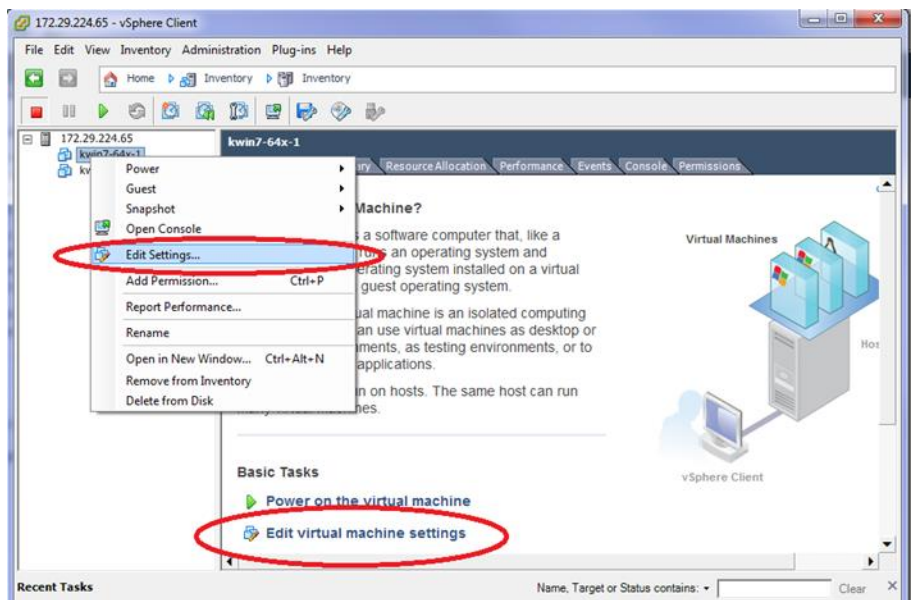 172.29.224.65 - vSphere Client
File Edit View Inventory Administration Plug-ins Help
Home Inventory Inventory
172.29.224.65
kwin7-64x-1
kwin7-64x-1
Resource Allocation Performance Events Console Permissions
Power
Guest
Snapshot
Open Console
Edit Settings...
Add Permission... Ctrl+P
Report Performance...
Rename
Open in New Window... Ctrl+Alt+N
Remove from Inventory
Delete from Disk
Machine?
a software computer that, like a
an operating system and
operating system installed on a virtual
guest operating system.
machine is an isolated computing
can use virtual machines as desktop or
as testing environments, or to
applications.
on hosts. The same host can run
Virtual Machines
vSphere Client
Basic Tasks
Power on the virtual machine
Edit virtual machine settings
Recent Tasks
Name, Target or Status contains:
Clear